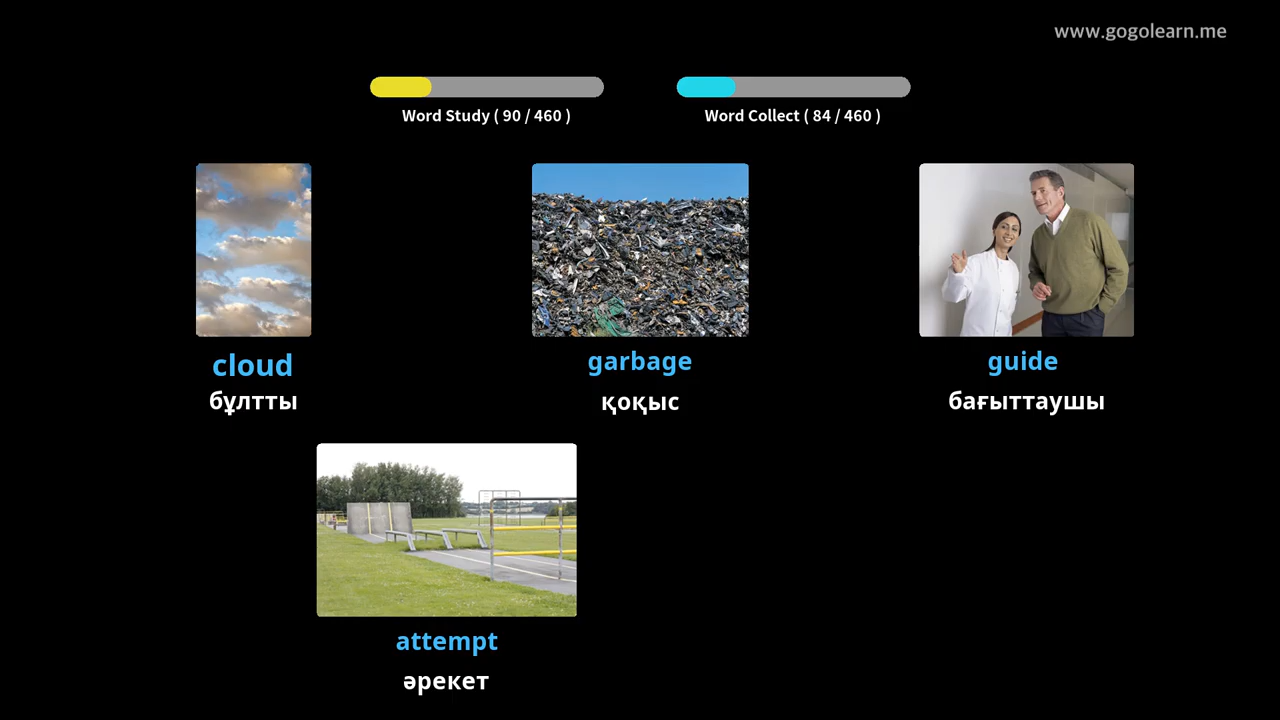 www.gogolearn.me
Word Study ( 90 / 460 )
Word Collect ( 84 / 460 )
cloud
бұлтты
garbage
қоқыс
guide
бағыттаушы
attempt
әрекет